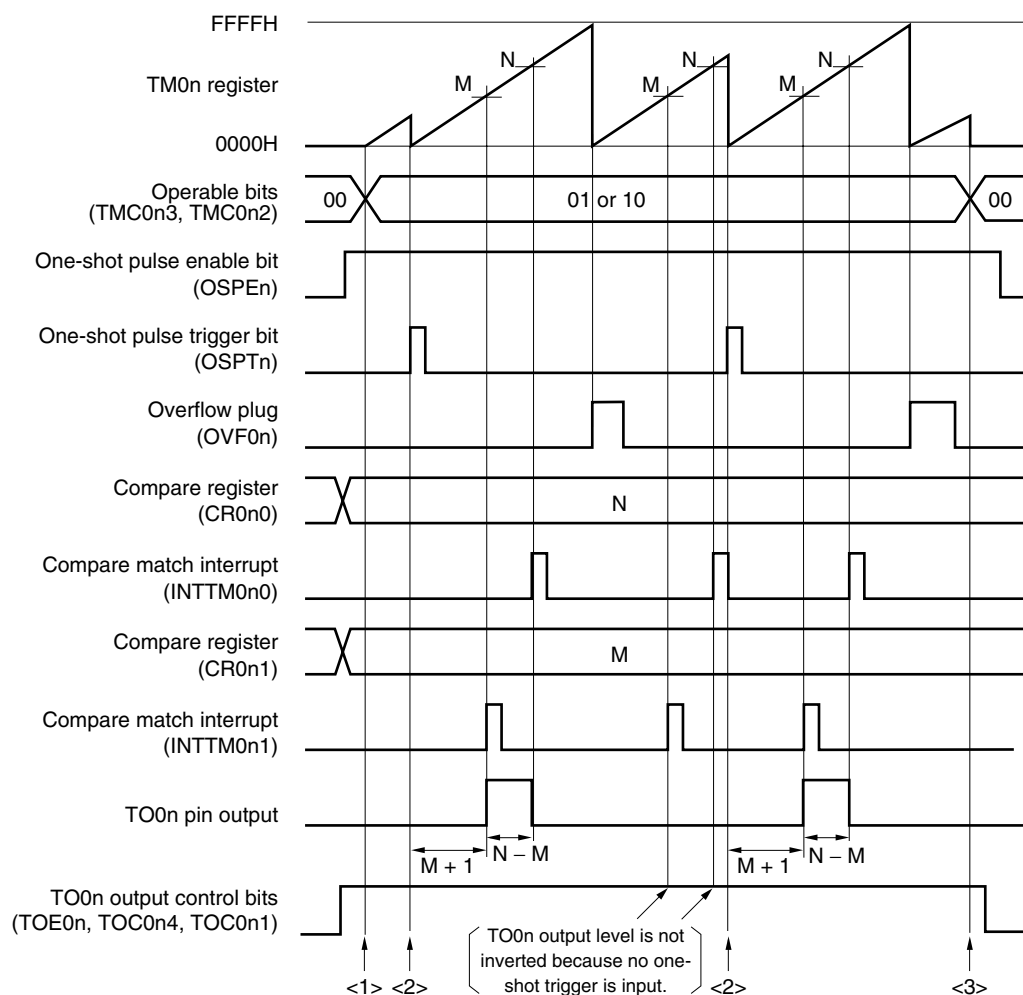 FFFFH
TM0n register
0000H
M
N
M
N
M
N
Operable bits
(TMC0n3, TMC0n2)
00
01 or 10
00
One-shot pulse enable bit
(OSPEn)
One-shot pulse trigger bit
(OSPTn)
Overflow plug
(OVF0n)
Compare register
(CR0n0)
N
Compare match interrupt
(INTTM0n0)
Compare register
(CR0n1)
M
Compare match interrupt
(INTTM0n1)
TO0n pin output
M + 1
N − M
M + 1
N − M
TO0n output control bits
(TOE0n, TOC0n4, TOC0n1)
TO0n output level is not
inverted because no one-
shot trigger is input.
<1> <2> <2> <3>